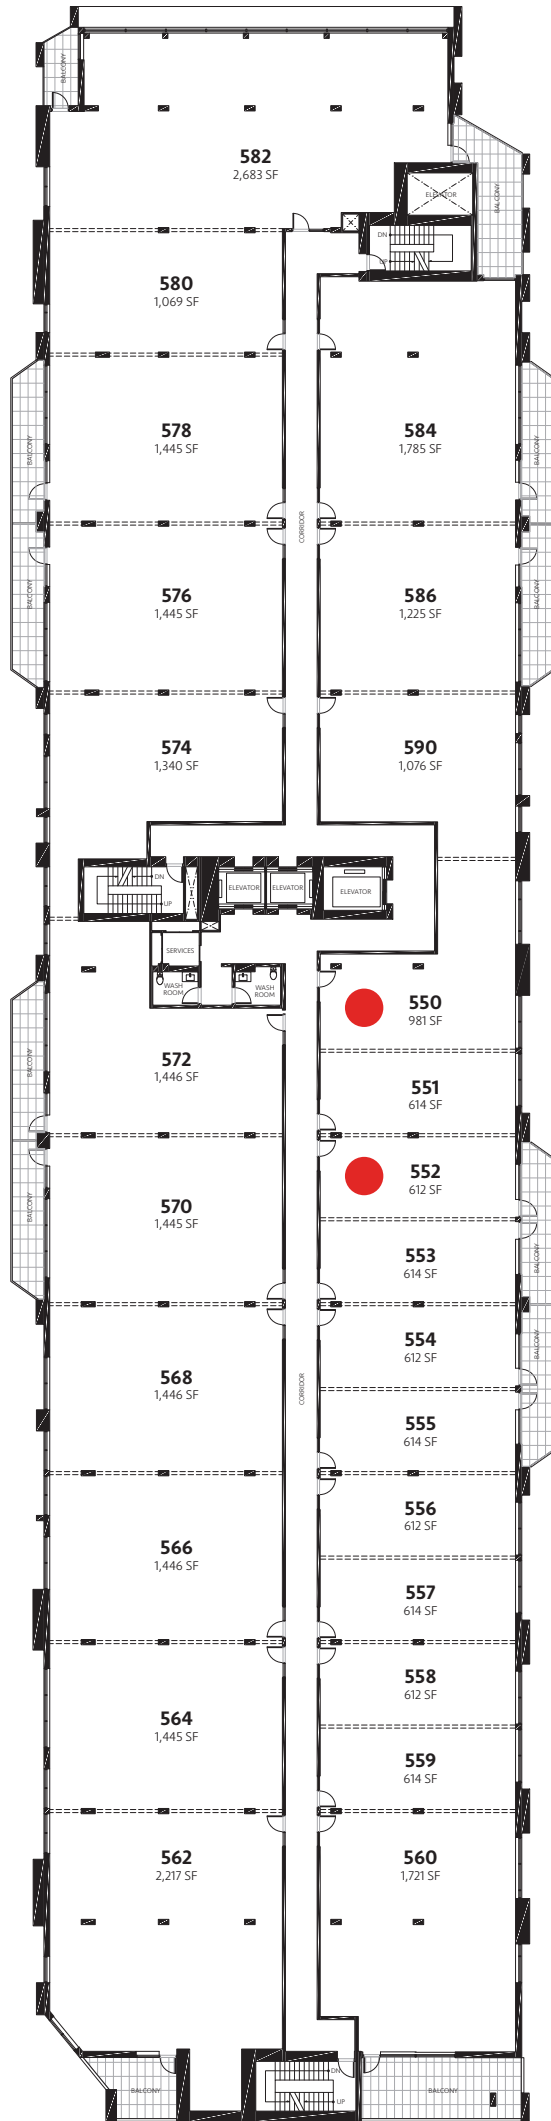 BALCONY
582
2,683 SF
ELEVATOR
BALCONY
DN
UP
580
1,069 SF
578
1,445 SF
584
1,785 SF
BALCONY
BALCONY
CORRIDOR
576
1,445 SF
586
1,225 SF
BALCONY
BALCONY
574
1,340 SF
590
1,076 SF
DN
UP
ELEVATOR
ELEVATOR
ELEVATOR
SERVICES
WASH
ROOM
WASH
ROOM
550
981 SF
572
1,446 SF
BALCONY
551
614 SF
552
612 SF
570
1,445 SF
BALCONY
553
614 SF
BALCONY
554
612 SF
BALCONY
568
1,446 SF
CORRIDOR
555
614 SF
556
612 SF
566
1,446 SF
557
614 SF
558
612 SF
564
1,445 SF
559
614 SF
562
2,217 SF
560
1,721 SF
DN
UP
BALCONY
BALCONY